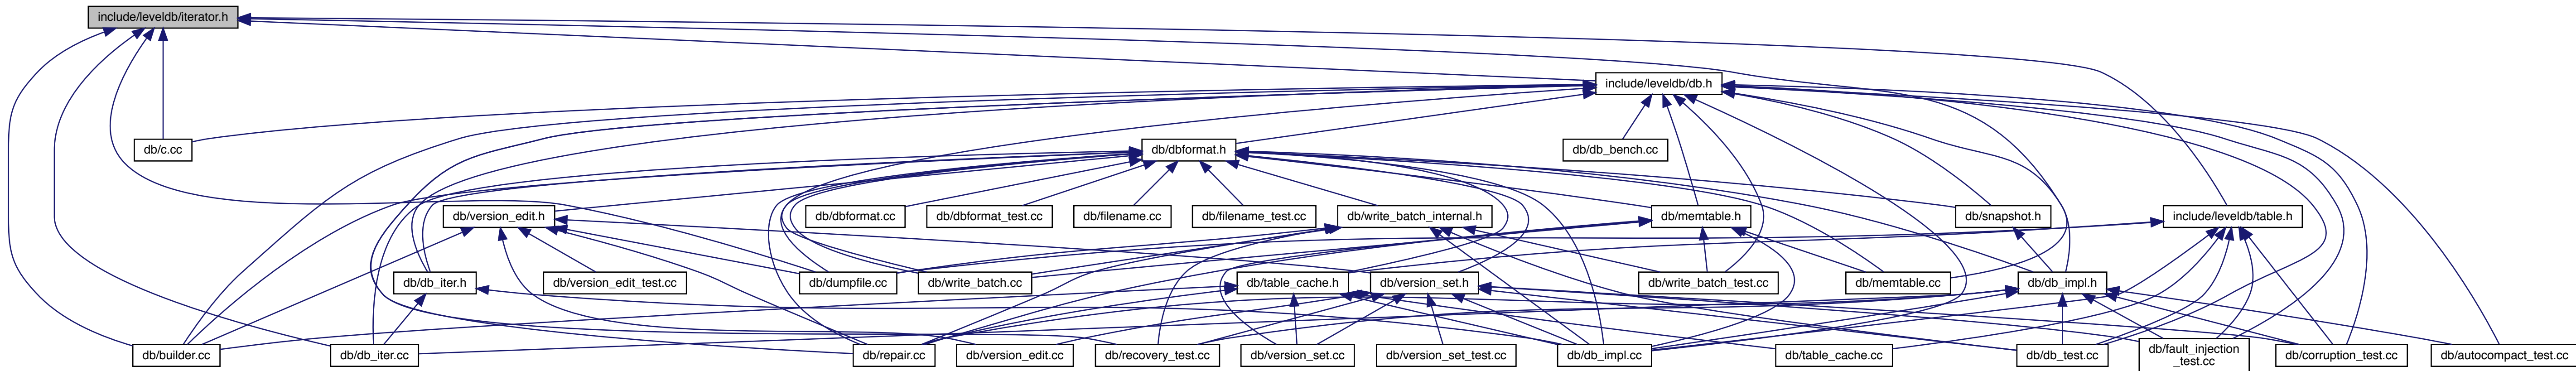 include/leveldb/iterator.h
include/leveldb/db.h
db/c.cc
db/dbformat.h
db/db_bench.cc
db/version_edit.h
db/dbformat.cc
db/dbformat_test.cc
db/filename.cc
db/filename_test.cc
db/write_batch_internal.h
db/memtable.h
db/snapshot.h
include/leveldb/table.h
db/db_iter.h
db/version_edit_test.cc
db/dumpfile.cc
db/write_batch.cc
db/table_cache.h
db/version_set.h
db/write_batch_test.cc
db/memtable.cc
db/db_impl.h
db/builder.cc
db/db_iter.cc
db/repair.cc
db/version_edit.cc
db/recovery_test.cc
db/version_set.cc
db/version_set_test.cc
db/db_impl.cc
db/table_cache.cc
db/db_test.cc
db/fault_injection
_test.cc
db/corruption_test.cc
db/autocompact_test.cc